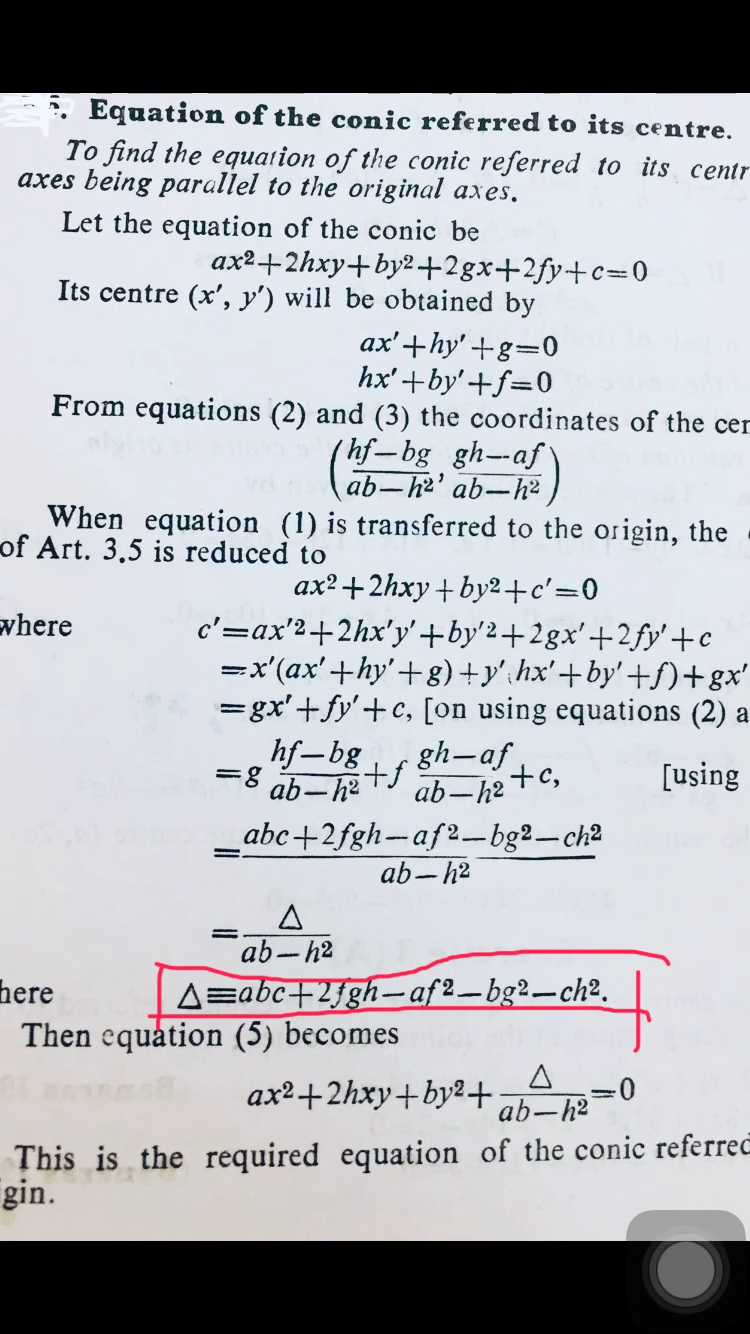 Equation of the conic referred to its centre.
To find the equation of the conic referred to its centr
axes being parallel to the original axes.
Let the equation of the conic be
ax²+2hxy+by²+2gx+2fy+c=0
Its centre (x′, y′) will be obtained by
ax′+hy′+g=0
hx′+by′+f=0
From equations (2) and (3) the coordinates of the cen
(hf—bg/ab—h², gh—af/ab—h²)
When equation (1) is transferred to the origin, the
of Art. 3.5 is reduced to
ax²+2hxy+by²+c′=0
where c′=ax′²+2hx′y′+by′²+2gx′+2fy′+c
=x′(ax′+hy′+g)+y′(hx′+by′+f)+gx′
=gx′+fy′+c, [on using equations (2) a
=g hf—bg/ab—h² +f gh—af/ab—h² +c, [using
=abc+2fgh—af²—bg²—ch²/ab—h²
=△/ab—h²
here △≡abc+2fgh—af²—bg²—ch².
Then equation (5) becomes
ax²+2hxy+by²+ △/ab—h² =0
This is the required equation of the conic referred
igin.